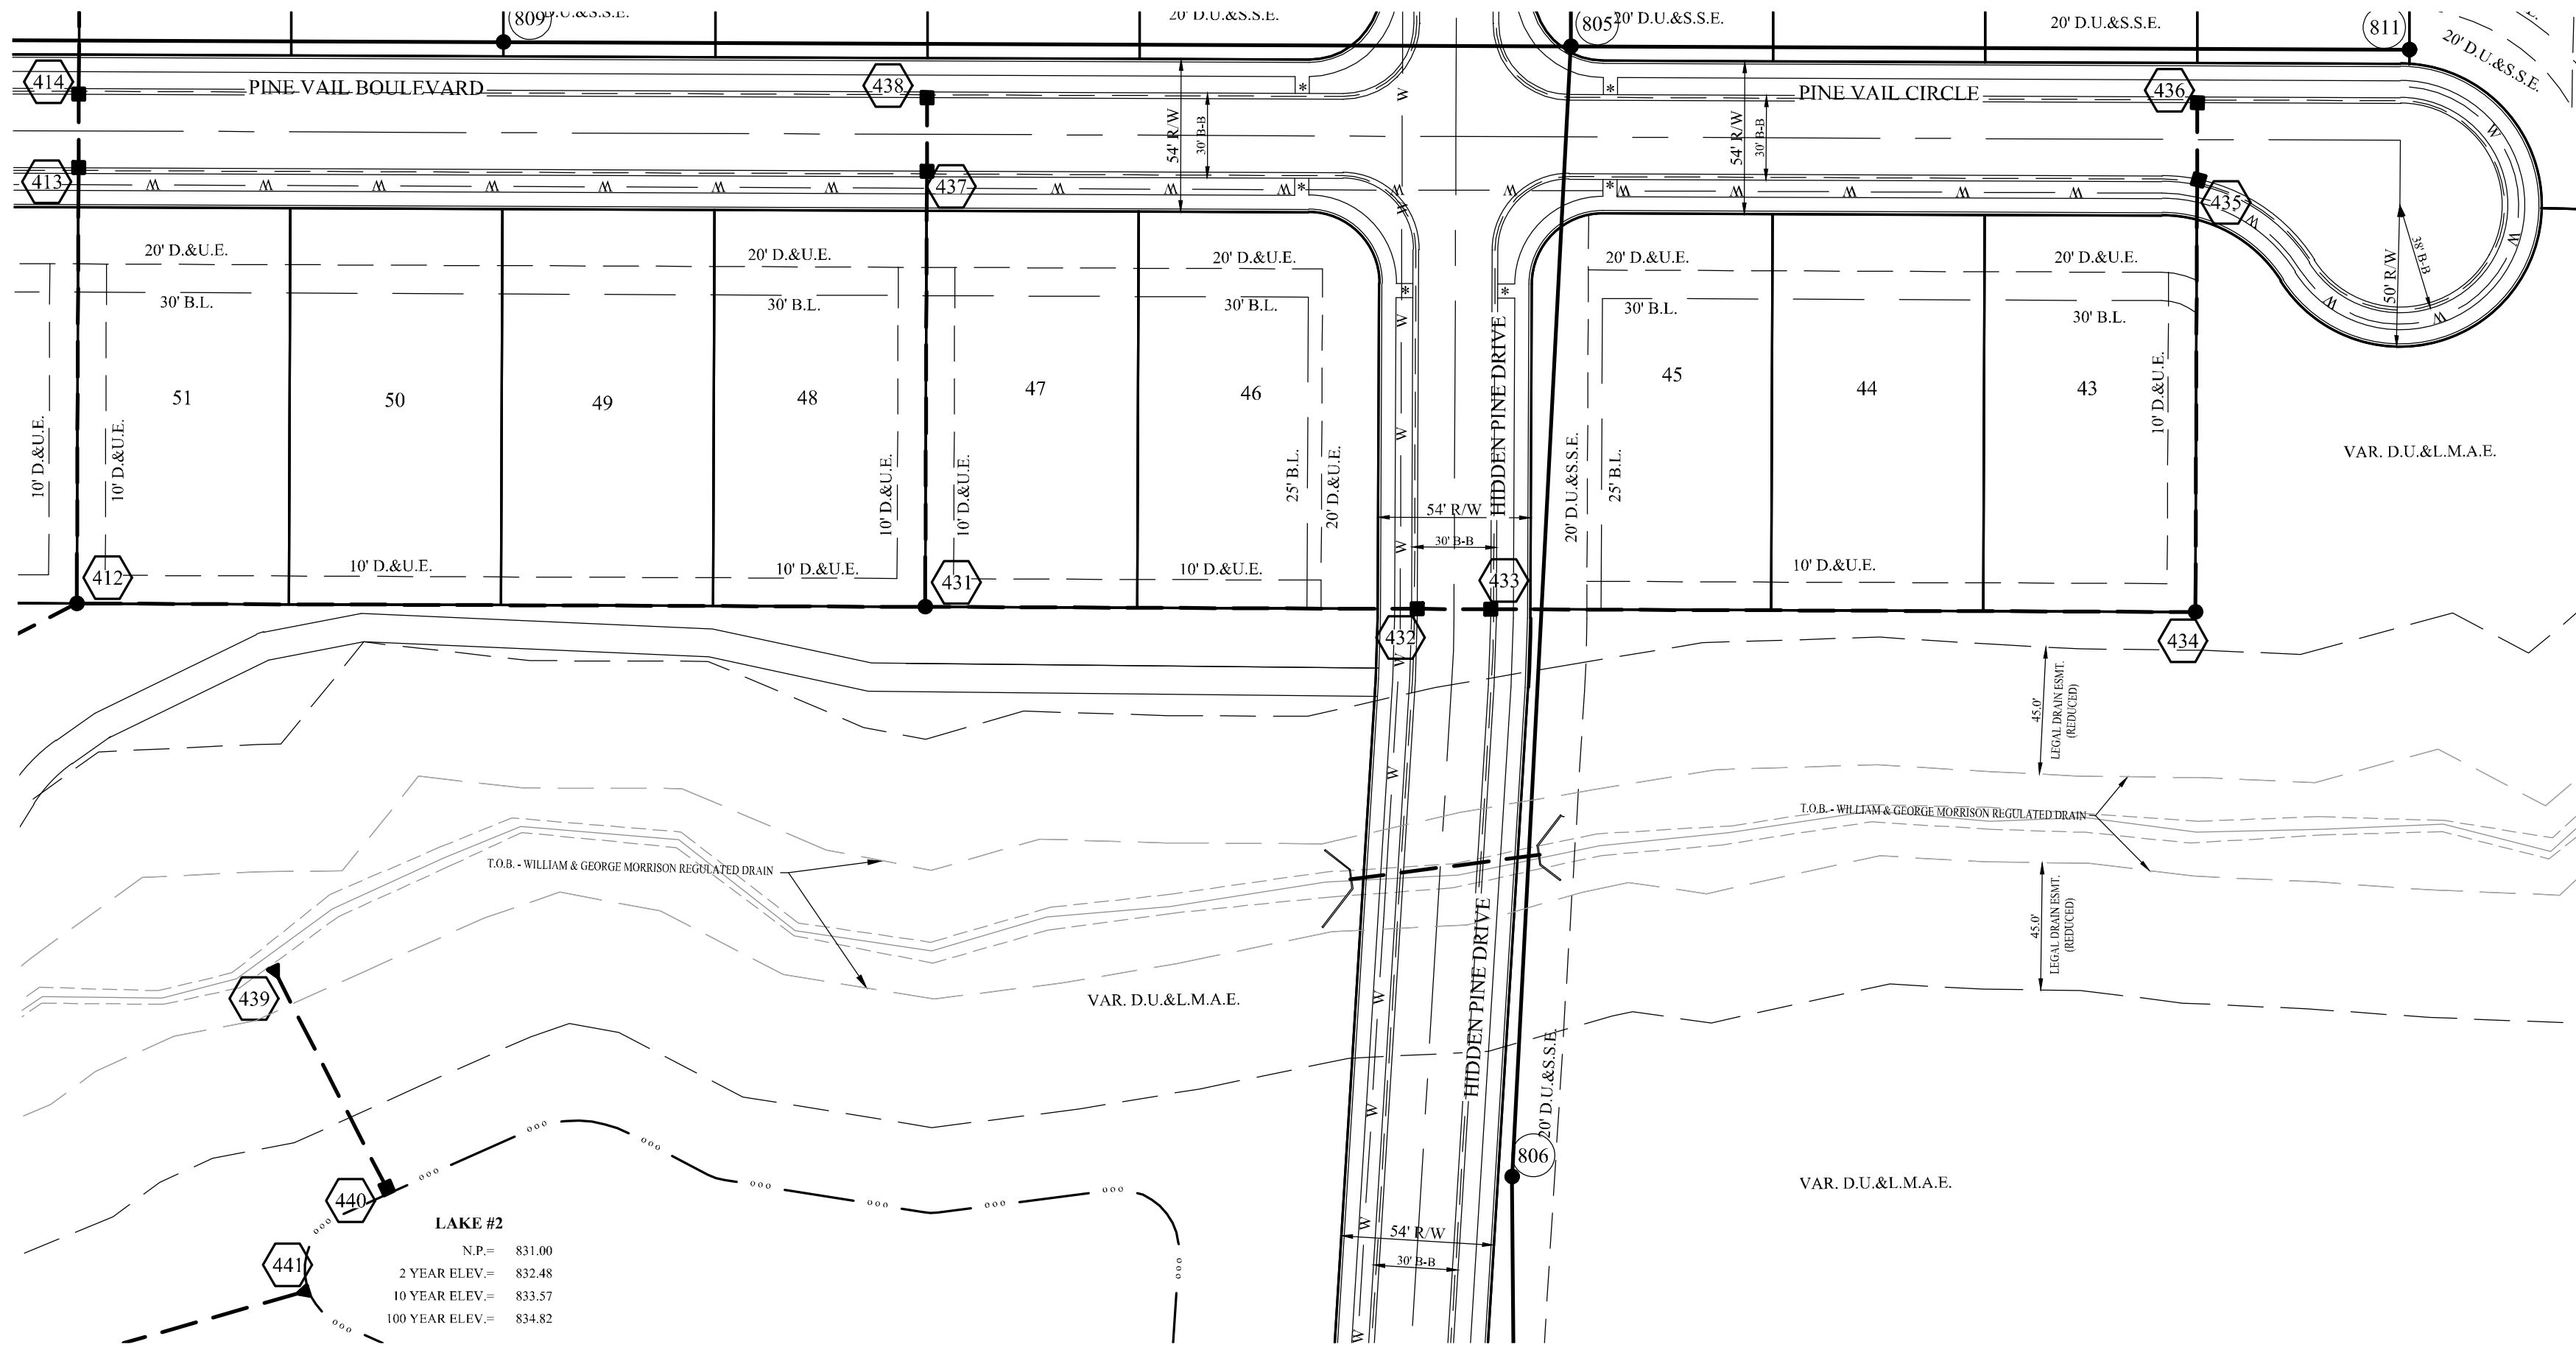 809
D.U.&S.S.E.
20' D.U.&S.S.E.
805
20' D.U.&S.S.E.
20' D.U.&S.S.E.
811
20' D.U.&S.S.E.
414
PINE VAIL BOULEVARD
438
54' R/W
30' B-B
*
W
*
54' R/W
30' B-B
PINE VAIL CIRCLE
436
W
413
W W W W W W W
437
W W W
*
W
W
W
*
W W W W W
435
W
W
W
W
W
38' B-B
50' R/W
20' D.&U.E.
20' D.&U.E.
20' D.&U.E.
20' D.&U.E.
20' D.&U.E.
30' B.L.
30' B.L.
30' B.L.
*
*
30' B.L.
30' B.L.
51
50
49
48
47
46
45
44
43
10' D.&U.E.
10' D.&U.E.
10' D.&U.E.
10' D.&U.E.
25' B.L.
20' D.&U.E.
W
W
W
HIDDEN PINE DRIVE
20' D.U.&S.S.E.
25' B.L.
10' D.&U.E.
VAR. D.U.&L.M.A.E.
54' R/W
30' B-B
412
10' D.&U.E.
10' D.&U.E.
431
10' D.&U.E.
433
10' D.&U.E.
432
434
W
45.0'
LEGAL DRAIN ESMT.
(REDUCED)
W
T.O.B. - WILLIAM & GEORGE MORRISON REGULATED DRAIN
T.O.B. - WILLIAM & GEORGE MORRISON REGULATED DRAIN
45.0'
LEGAL DRAIN ESMT.
(REDUCED)
439
VAR. D.U.&L.M.A.E.
W
HIDDEN PINE DRIVE
20' D.U.&S.S.E.
W
806
VAR. D.U.&L.M.A.E.
440
441
LAKE #2
N.P.= 831.00
2 YEAR ELEV.= 832.48
10 YEAR ELEV.= 833.57
100 YEAR ELEV.= 834.82
W
54' R/W
30' B-B
W